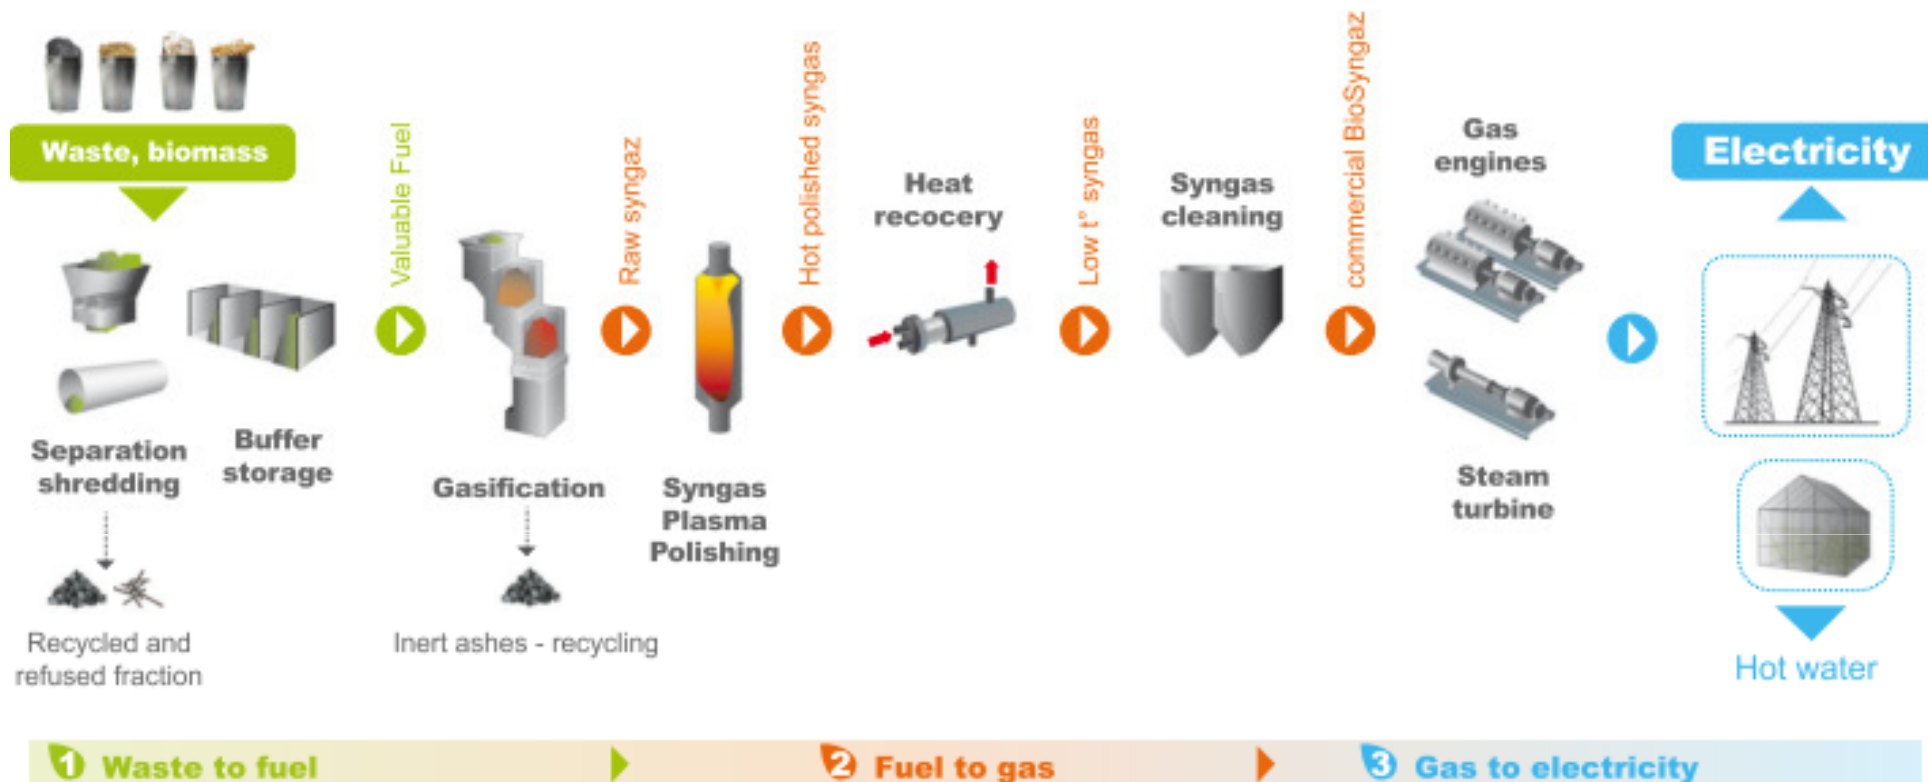 Waste, biomass
Separation
shredding
Buffer
storage
Recycled and
refused fraction
Valuable Fuel
Gasification
Inert ashes - recycling
Raw syngaz
Syngas
Plasma
Polishing
Hot polished syngas
Heat
recocery
Low t° syngas
Syngas
cleaning
commercial BioSyngaz
Gas
engines
Steam
turbine
Electricity
Hot water
1 Waste to fuel
2 Fuel to gas
3 Gas to electricity